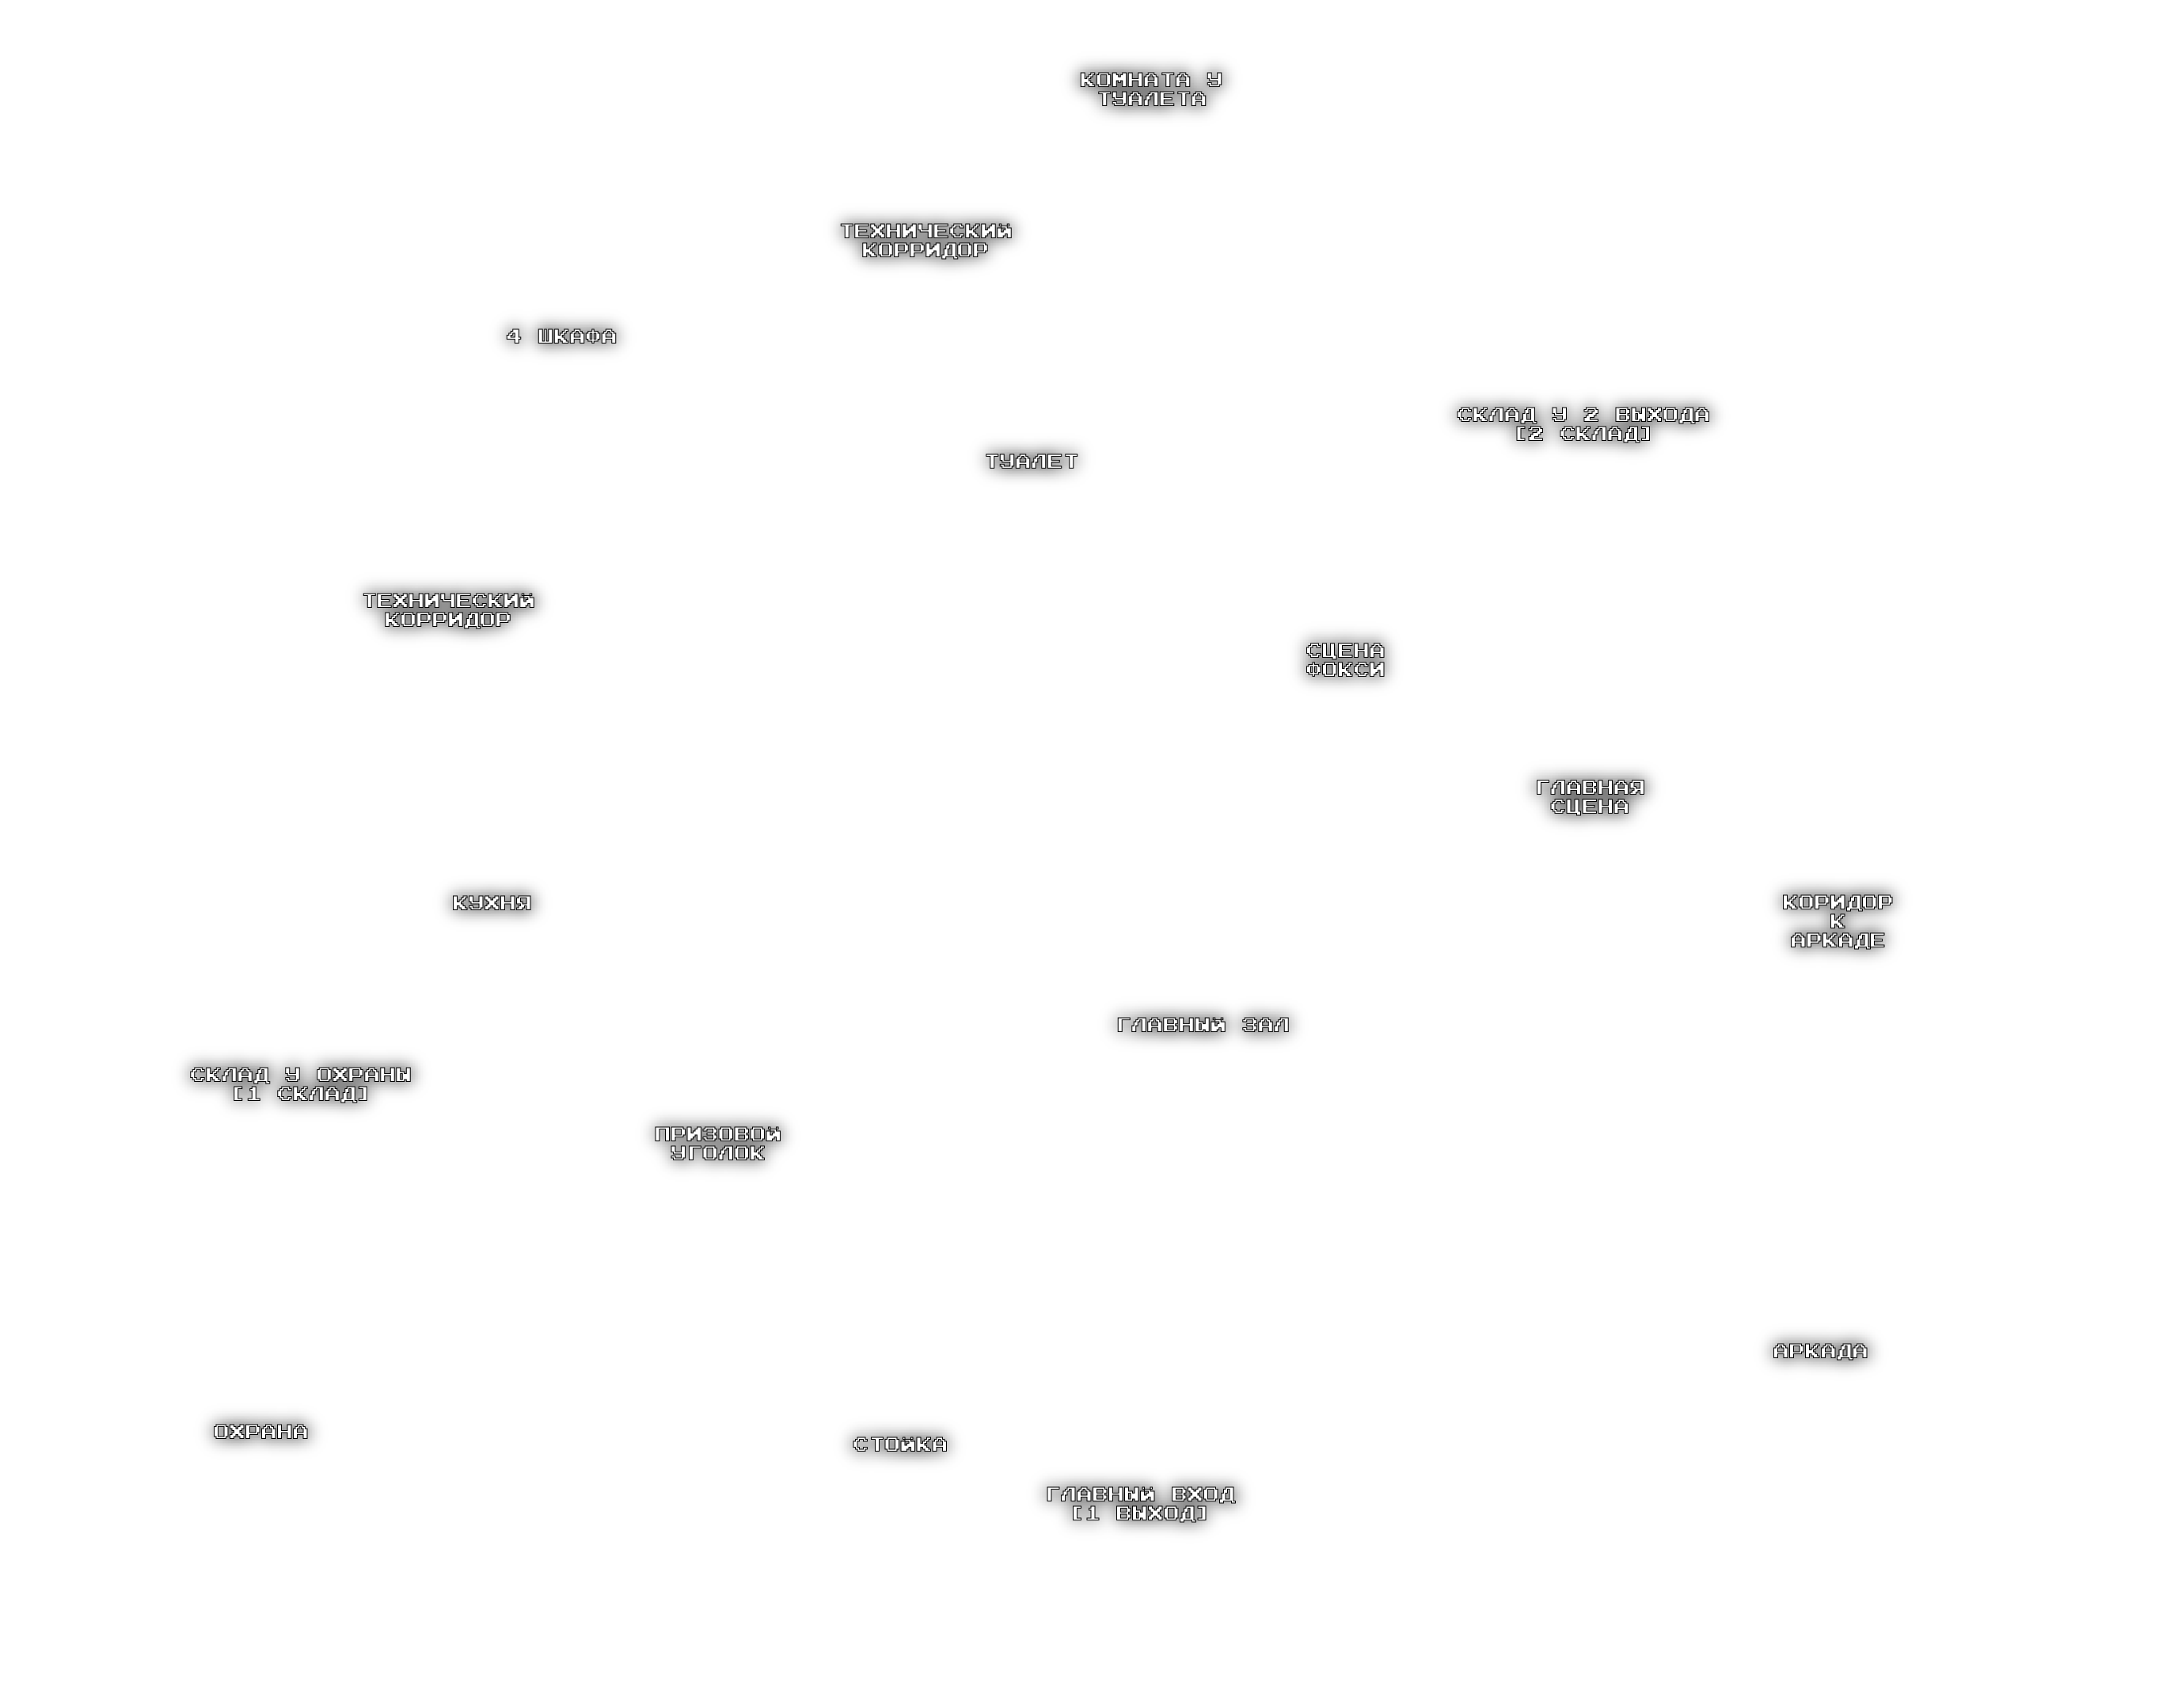 КОМНАТА У
ТУАЛЕТА
ТЕХНИЧЕСКИЙ
КОРРИДОР
4 ШКАФА
СКЛАД У 2 ВЫХОДА
[2 СКЛАД]
ТУАЛЕТ
ТЕХНИЧЕСКИЙ
КОРРИДОР
СЦЕНА
ФОКСИ
ГЛАВНАЯ
СЦЕНА
КУХНЯ
КОРИДОР
К
АРКАДЕ
ГЛАВНЫЙ ЗАЛ
СКЛАД У ОХРАНЫ
[1 СКЛАД]
ПРИЗОВОЙ
УГОЛОК
АРКАДА
ОХРАНА
СТОЙКА
ГЛАВНЫЙ ВХОД
[1 ВЫХОД]